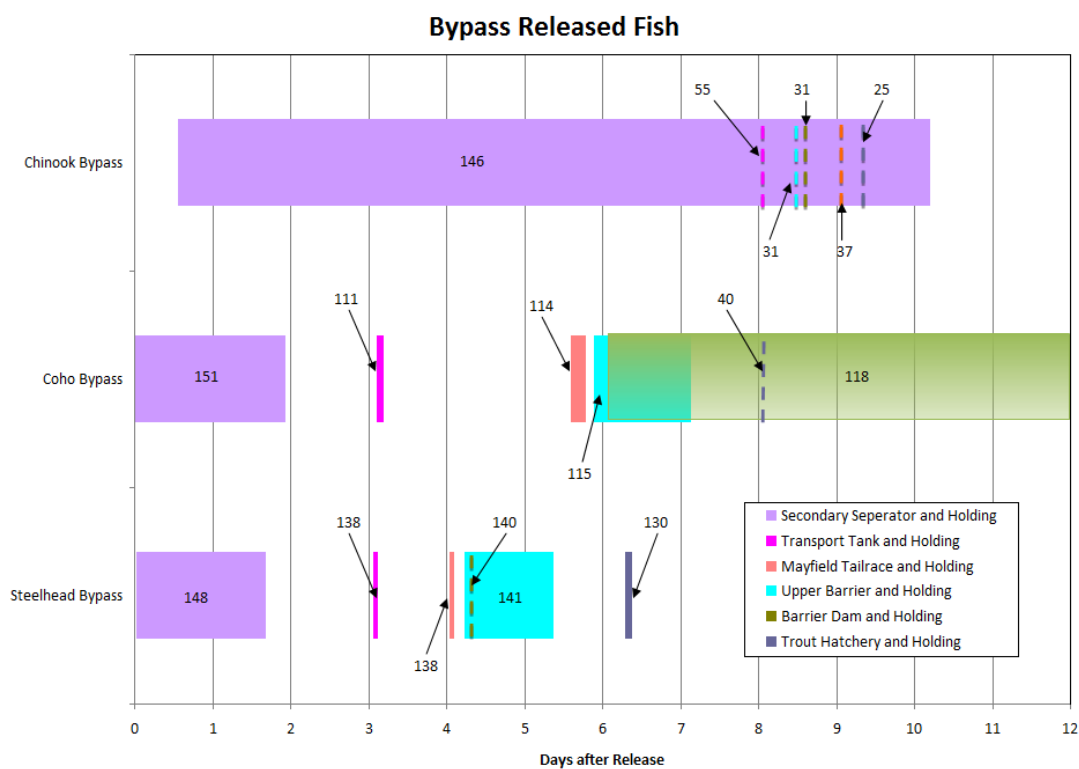 Bypass Released Fish
55
31
25
Chinook Bypass
146
31
37
111
114
40
Coho Bypass
151
118
115
138
140
130
Steelhead Bypass
148
141
138
Secondary Seperator and Holding
Transport Tank and Holding
Mayfield Tailrace and Holding
Upper Barrier and Holding
Barrier Dam and Holding
Trout Hatchery and Holding
0 1 2 3 4 5 6 7 8 9 10 11 12
Days after Release